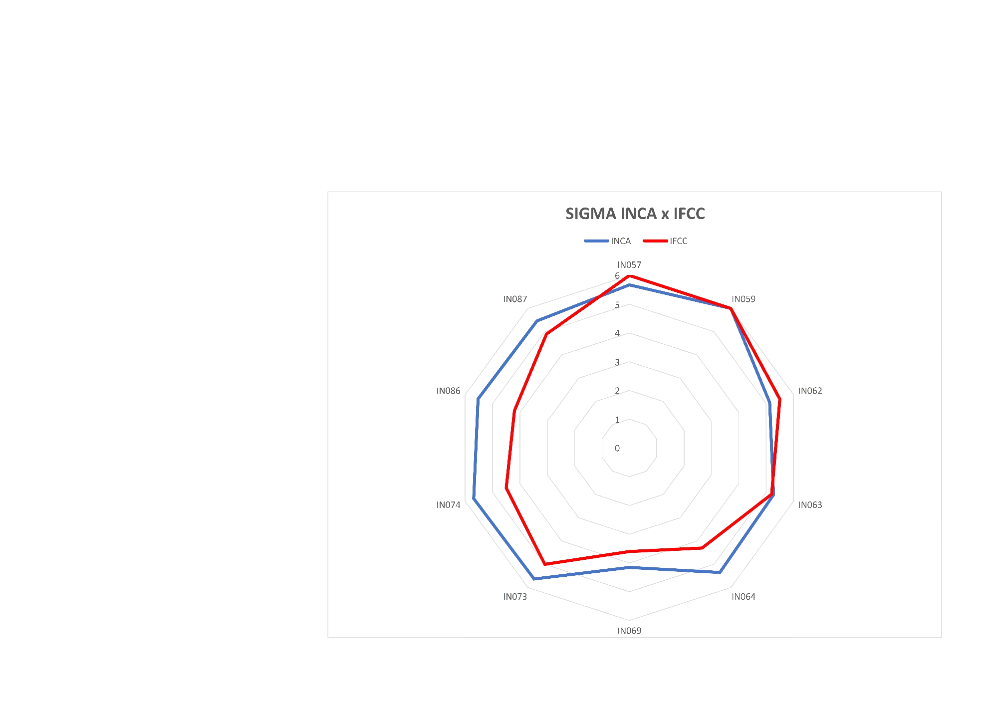 SIGMA INCA x IFCC
INCA IFCC
IN057
6
IN087 IN059
5
4
3
IN086 IN062
2
1
0
IN074 IN063
IN073 IN064
IN069